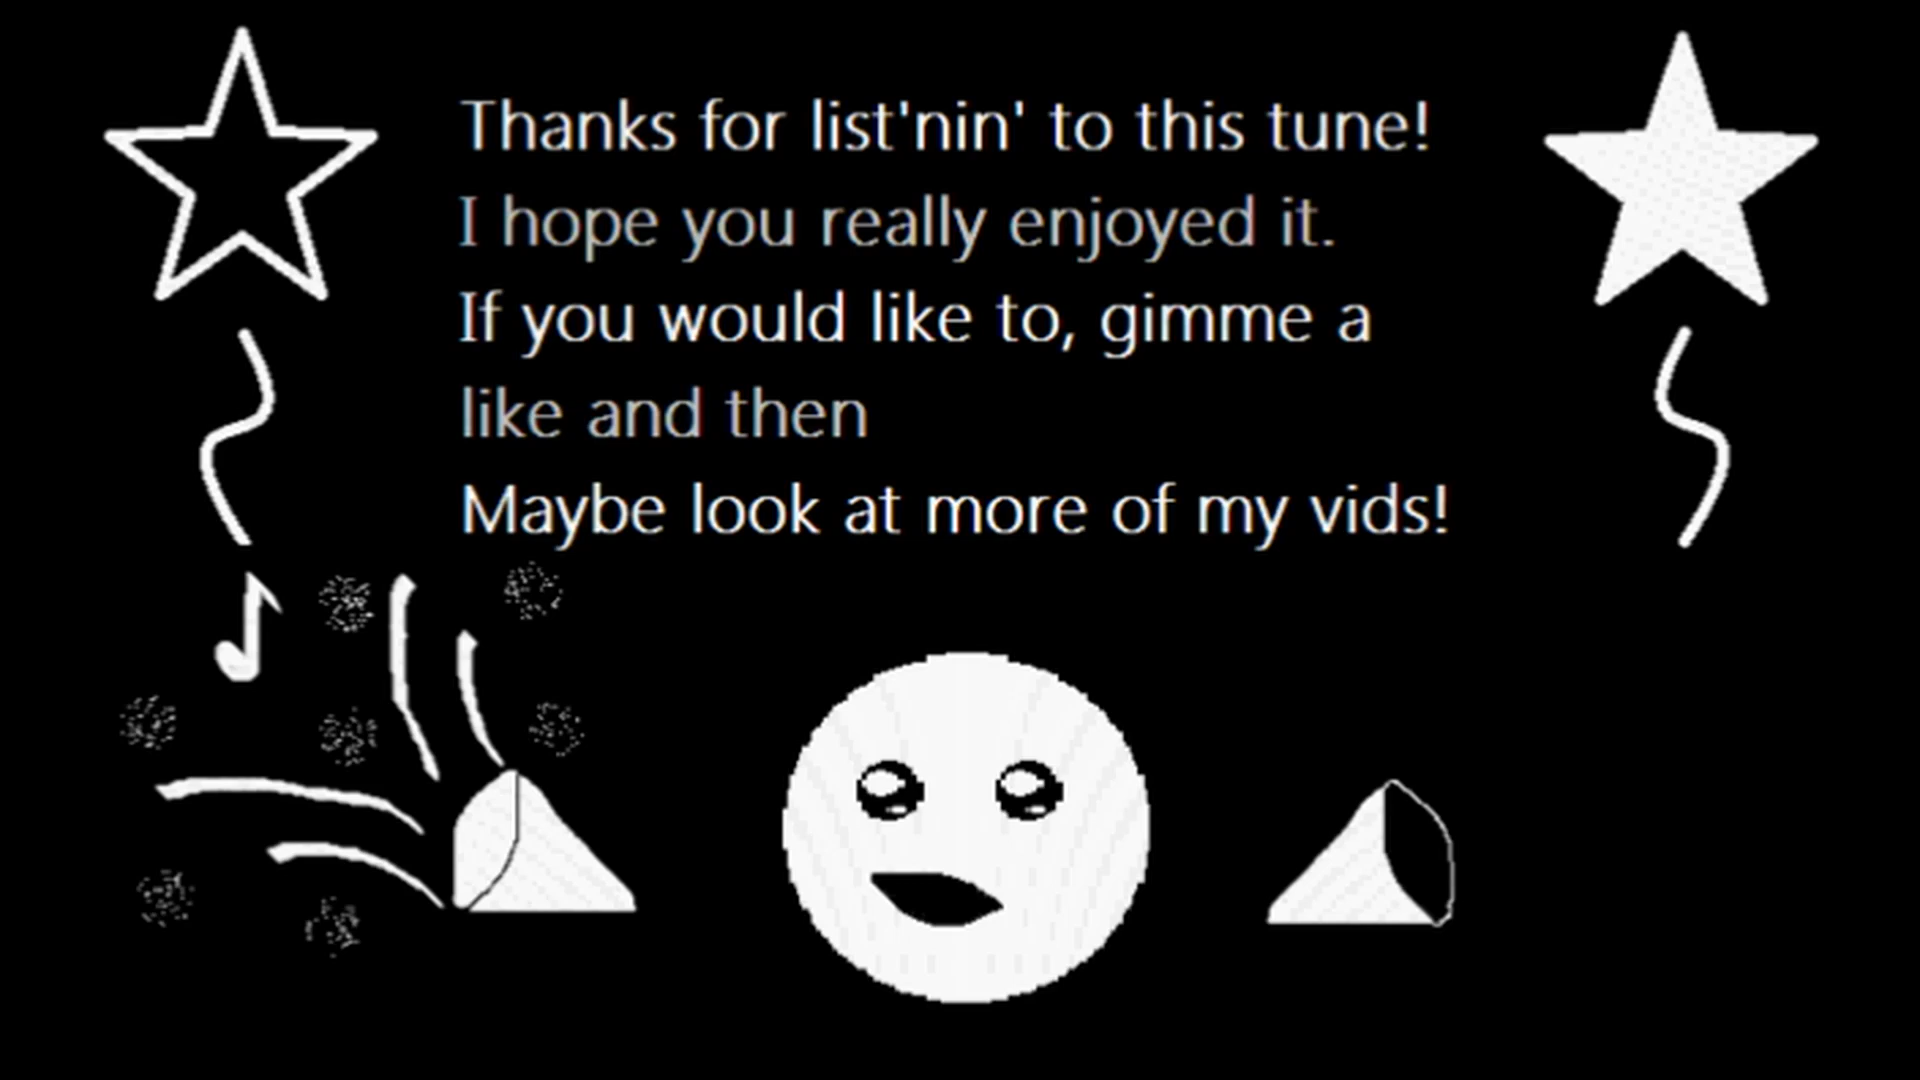 Thanks for list'nin' to this tune!
I hope you really enjoyed it.
If you would like to, gimme a
like and then
Maybe look at more of my vids!